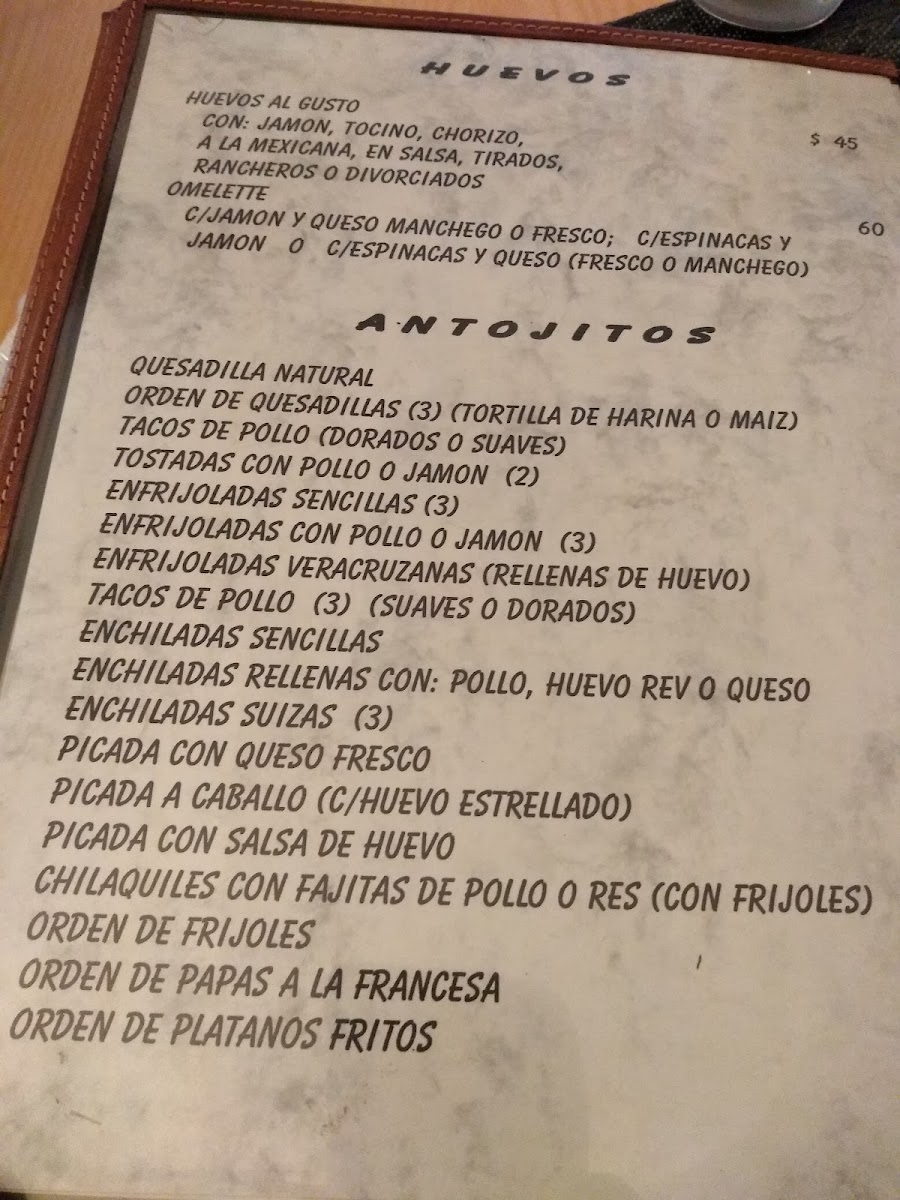 HUEVOS
HUEVOS AL GUSTO
CON: JAMON, TOCINO, CHORIZO, $ 45
A LA MEXICANA, EN SALSA, TIRADOS,
RANCHEROS O DIVORCIADOS
OMELETTE
C/JAMON Y QUESO MANCHEGO O FRESCO; C/ESPINACAS Y 60
JAMON O C/ESPINACAS Y QUESO (FRESCO O MANCHEGO)
ANTOJITOS
QUESADILLA NATURAL
ORDEN DE QUESADILLAS (3) (TORTILLA DE HARINA O MAIZ)
TACOS DE POLLO (DORADOS O SUAVES)
TOSTADAS CON POLLO O JAMON (2)
ENFRIJOLADAS SENCILLAS (3)
ENFRIJOLADAS CON POLLO O JAMON (3)
ENFRIJOLADAS VERACRUZANAS (RELLENAS DE HUEVO)
TACOS DE POLLO (3) (SUAVES O DORADOS)
ENCHILADAS SENCILLAS
ENCHILADAS RELLENAS CON: POLLO, HUEVO REV O QUESO
ENCHILADAS SUIZAS (3)
PICADA CON QUESO FRESCO
PICADA A CABALLO (C/HUEVO ESTRELLADO)
PICADA CON SALSA DE HUEVO
CHILAQUILES CON FAJITAS DE POLLO O RES (CON FRIJOLES)
ORDEN DE FRIJOLES
ORDEN DE PAPAS A LA FRANCESA
ORDEN DE PLATANOS FRITOS